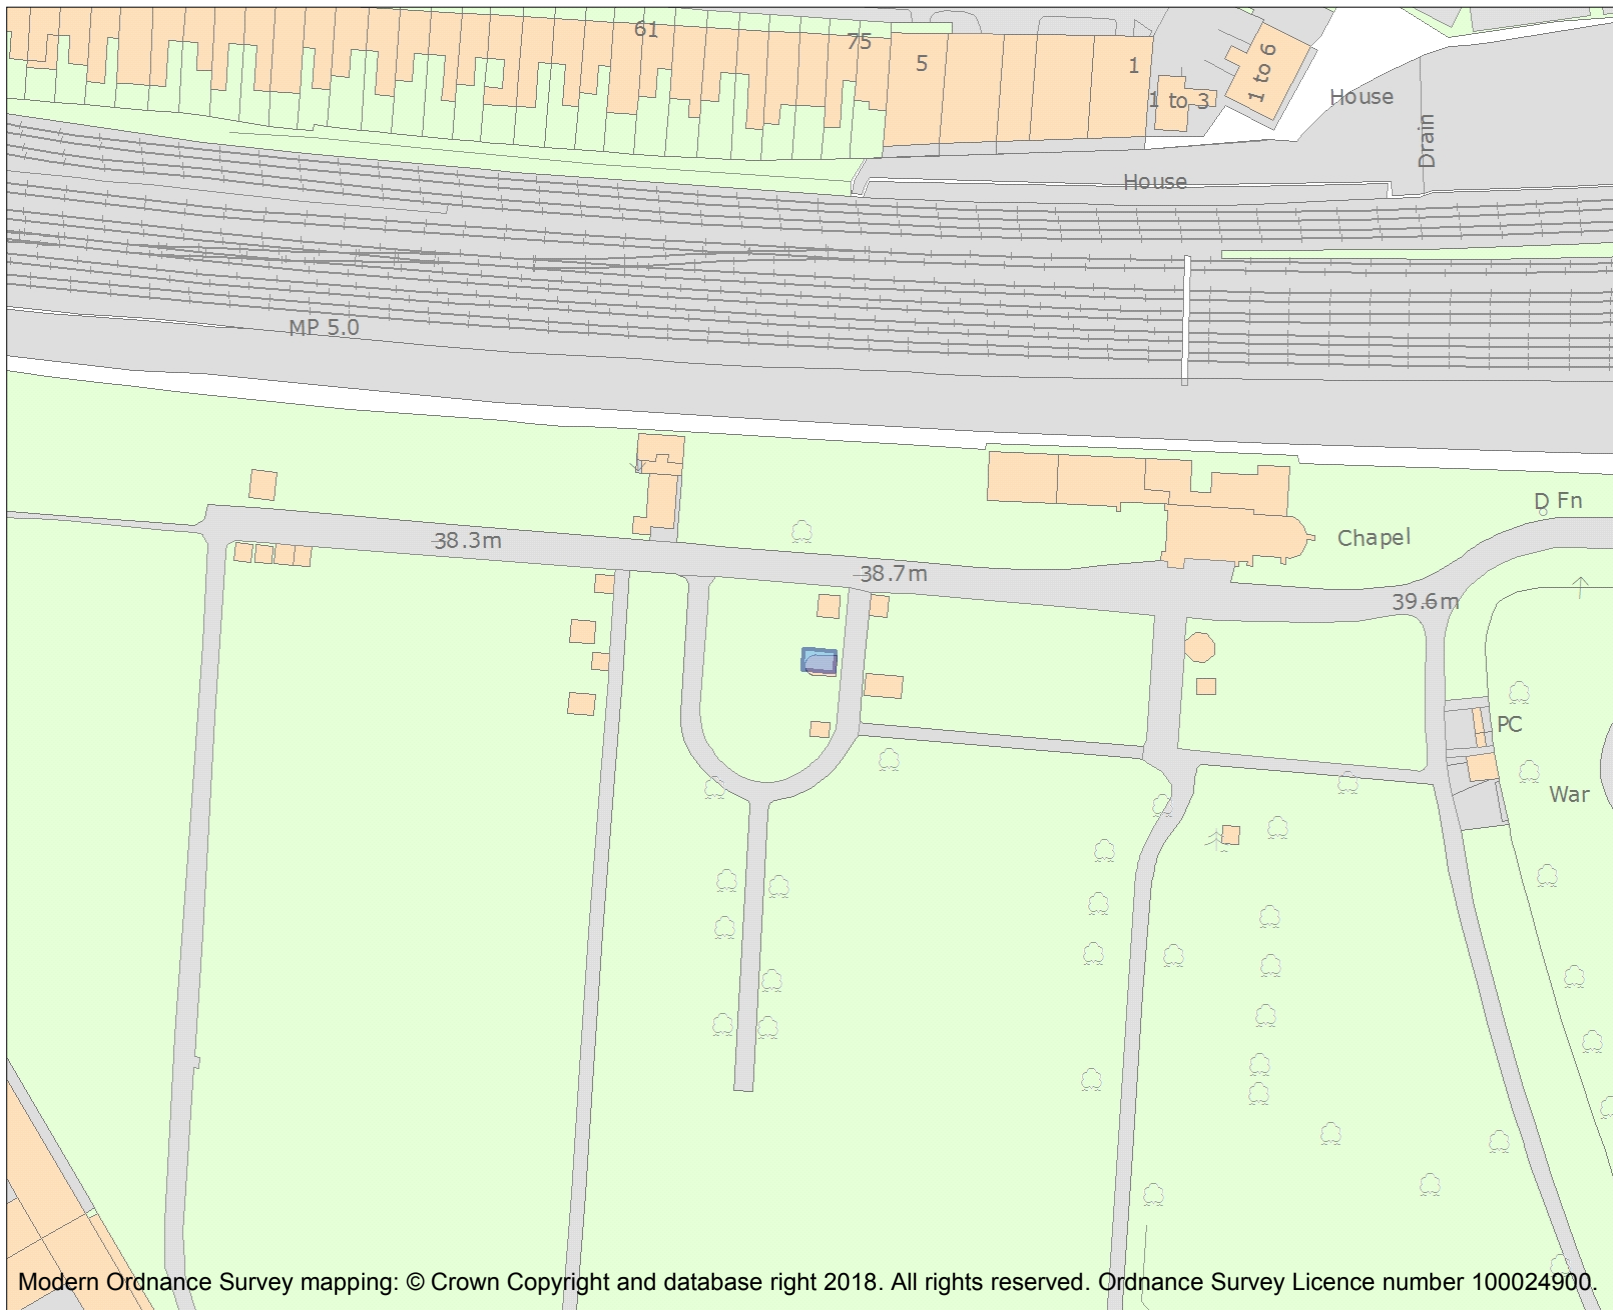 61
75
5
1
1 to 3
1 to 6
House
Drain
House
MP 5.0
D Fn
Chapel
38.3m
38.7m
39.6m
PC
War
Modern Ordnance Survey mapping: © Crown Copyright and database right 2018. All rights reserved. Ordnance Survey Licence number 100024900.